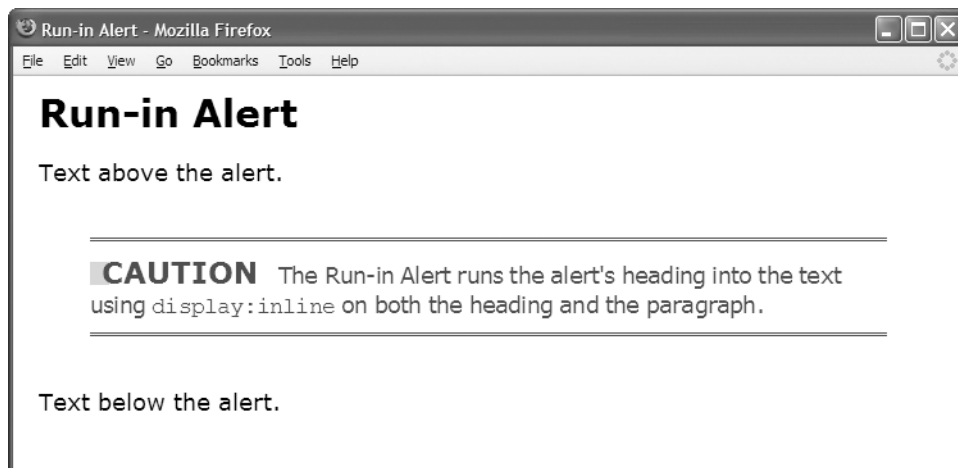 Run-in Alert - Mozilla Firefox
File Edit View Go Bookmarks Tools Help
Run-in Alert
Text above the alert.
CAUTION The Run-in Alert runs the alert's heading into the text
using display:inline on both the heading and the paragraph.
Text below the alert.